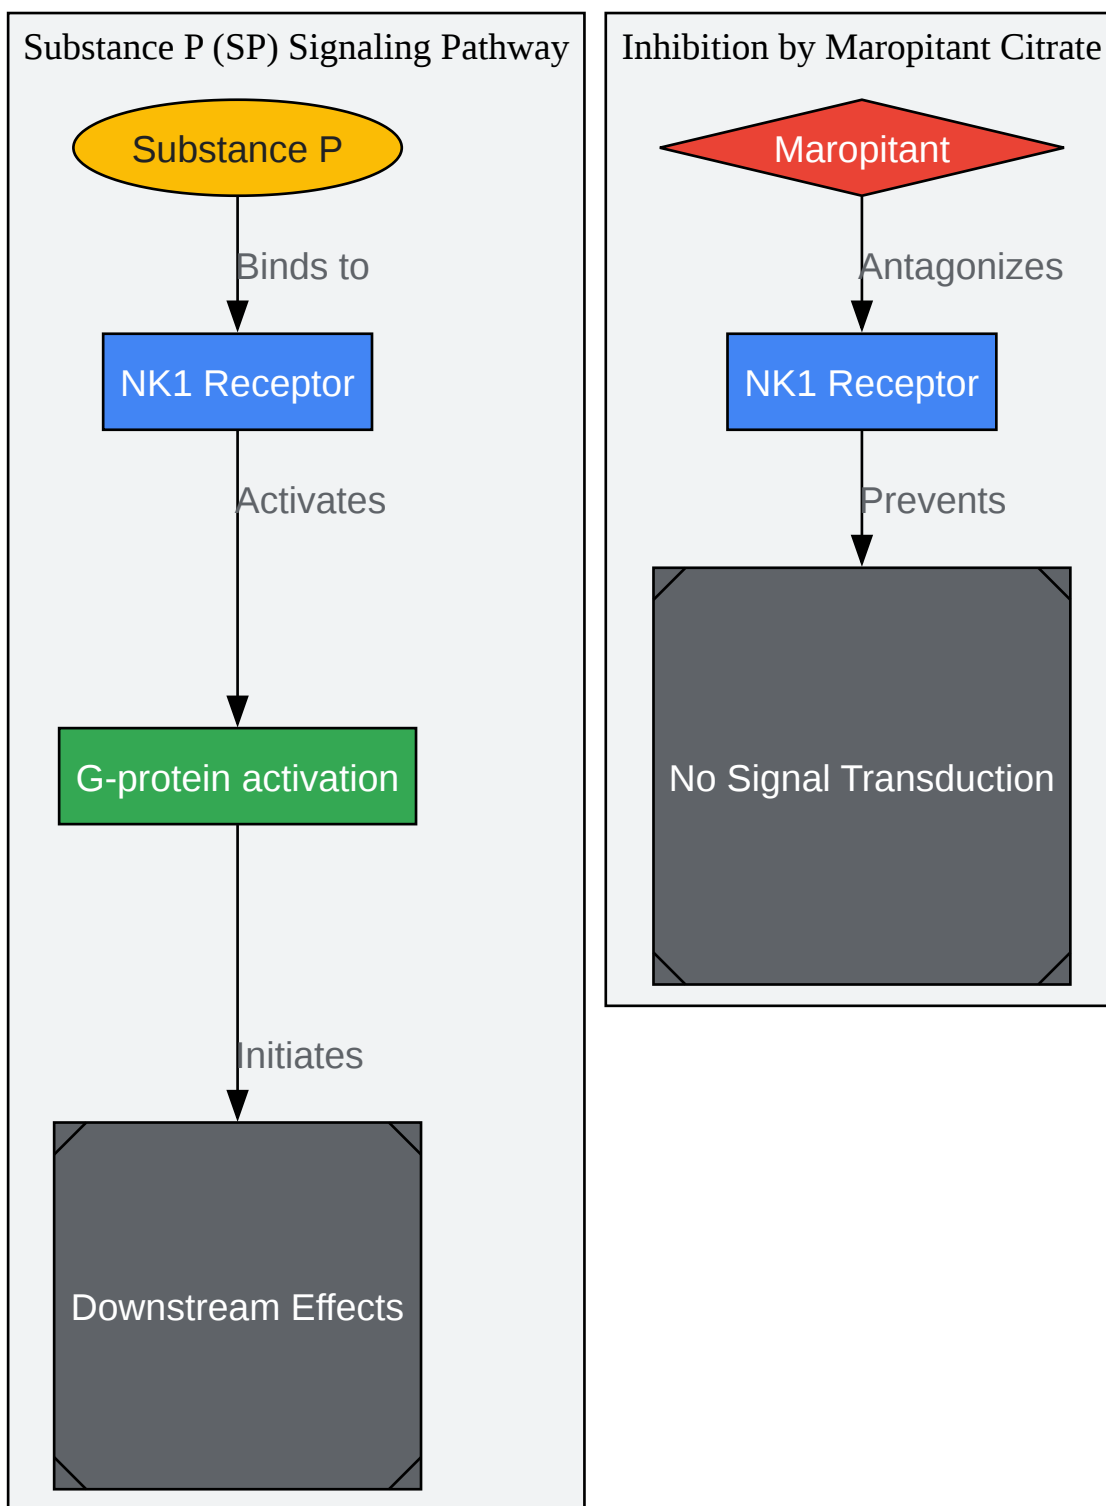 Substance P (SP) Signaling Pathway
Substance P
Binds to
NK1 Receptor
Activates
G-protein activation
Initiates
Downstream Effects
Inhibition by Maropitant Citrate
Maropitant
Antagonizes
NK1 Receptor
Prevents
No Signal Transduction